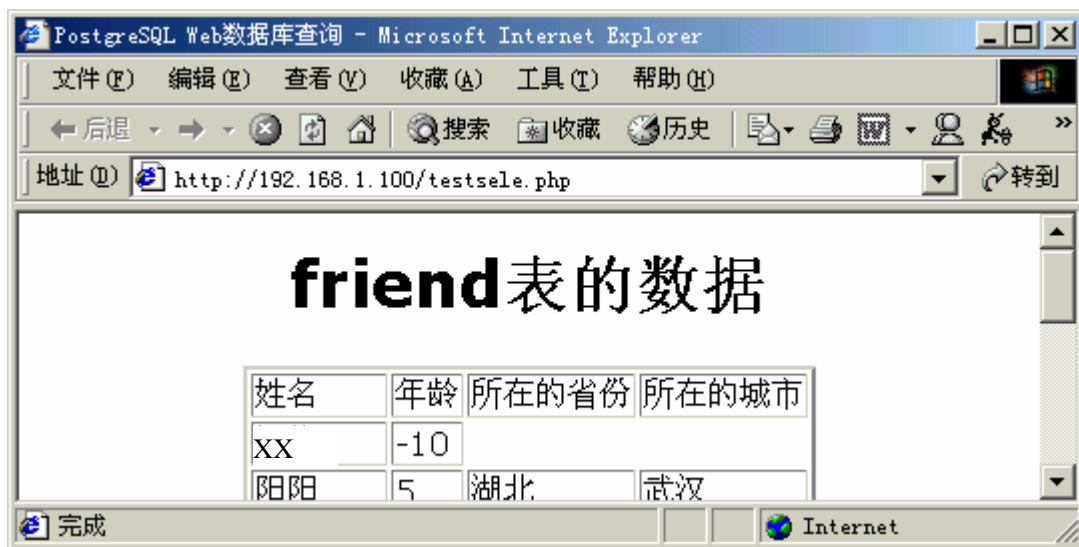 PostgreSQL Web数据库查询 - Microsoft Internet Explorer
文件(F) 编辑(E) 查看(V) 收藏(A) 工具(T) 帮助(H)
后退 搜索 收藏 历史 »
地址(D) http://192.168.1.100/testsele.php 转到
friend表的数据
姓名 年龄 所在的省份 所在的城市
XX -10
阳阳 5 湖北 武汉
完成 Internet